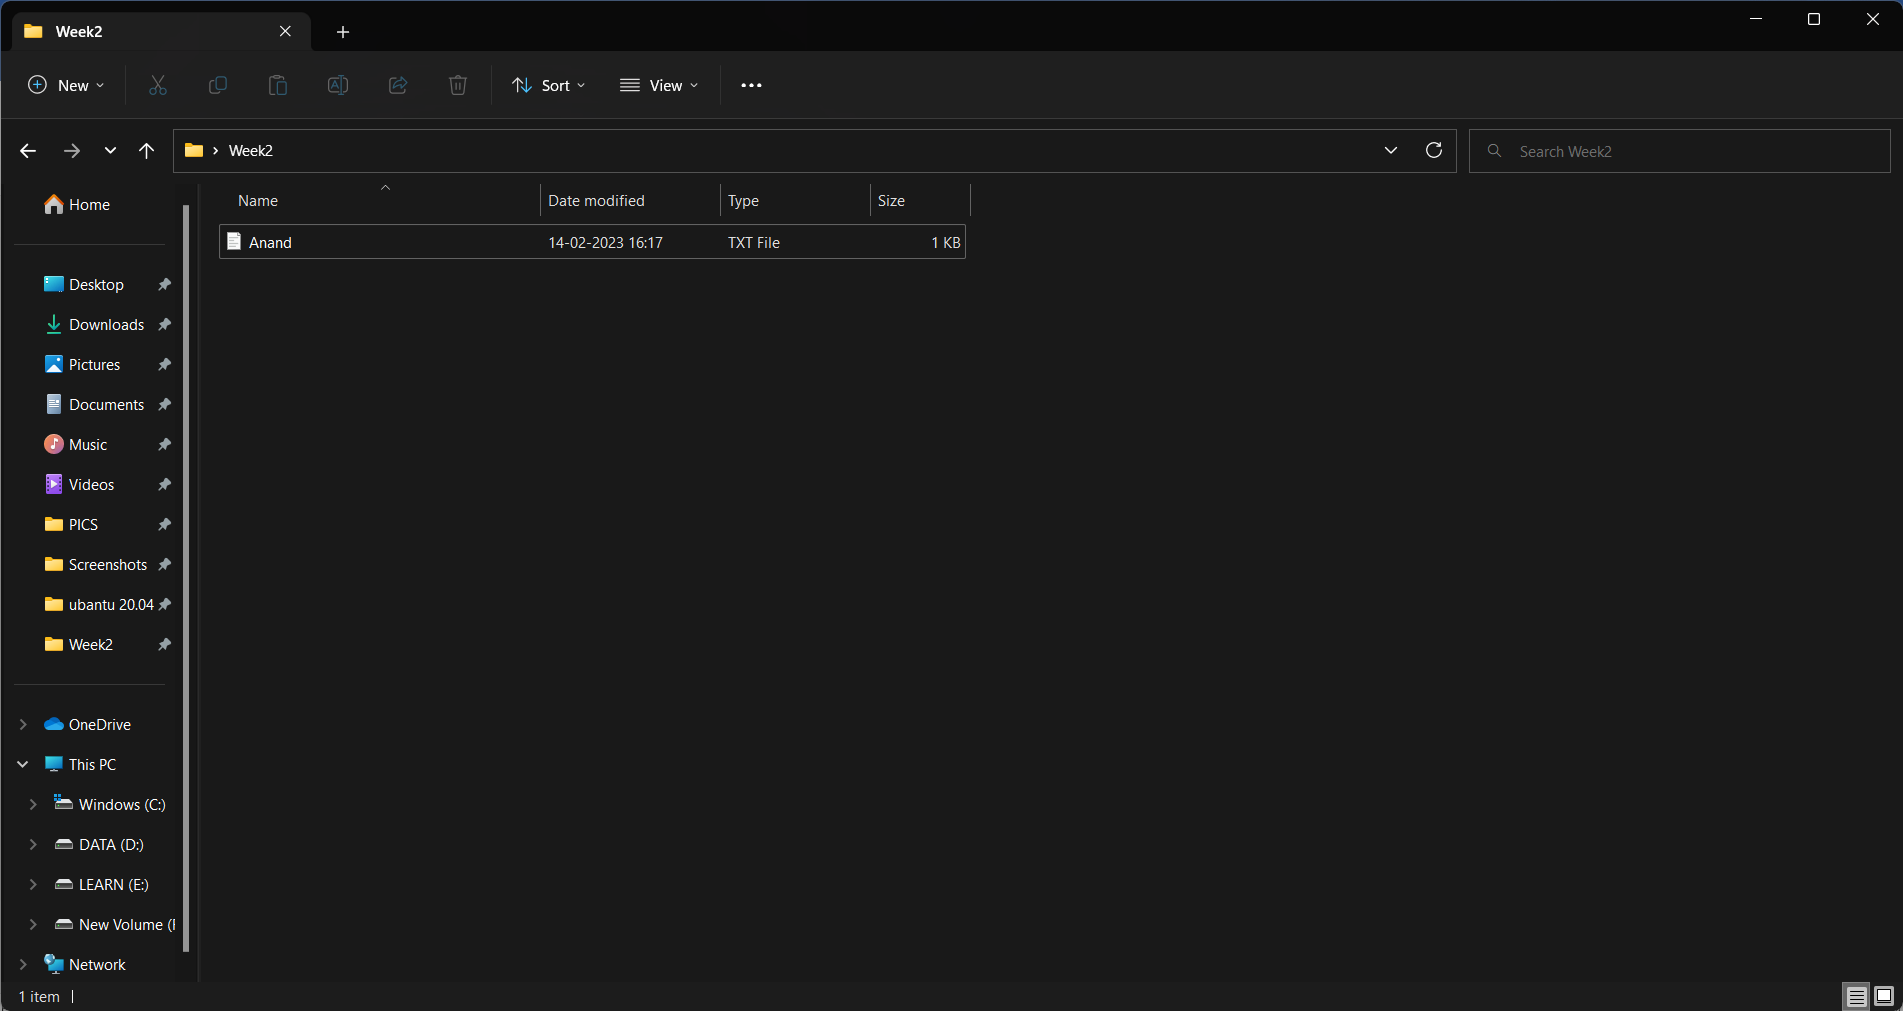 Week2
New
Sort
View
Week2
Search Week2
Name Date modified Type Size
Anand 14-02-2023 16:17 TXT File 1 KB
Home
Desktop
Downloads
Pictures
Documents
Music
Videos
PICS
Screenshots
ubantu 20.04
Week2
OneDrive
This PC
Windows (C:)
DATA (D:)
LEARN (E:)
New Volume (
Network
1 item